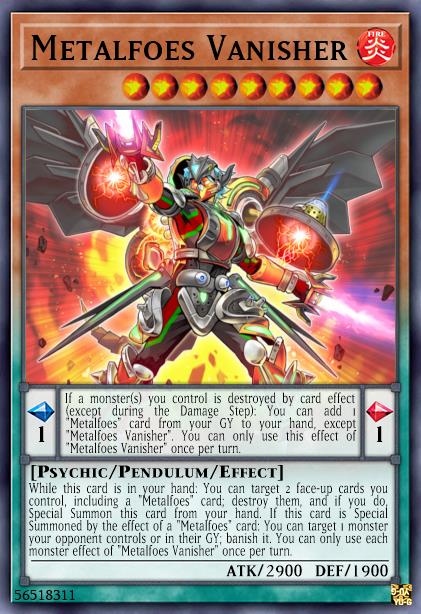 METALFOES VANISHER
FIRE
炎
If a monster(s) you control is destroyed by card effect
(except during the Damage Step): You can add 1
"Metalfoes" card from your GY to your hand, except
"Metalfoes Vanisher". You can only use this effect of
"Metalfoes Vanisher" once per turn.
1
1
[PSYCHIC/PENDULUM/EFFECT]
While this card is in your hand: You can target 2 face-up cards you
control, including a "Metalfoes" card; destroy them, and if you do,
Special Summon this card from your hand. If this card is Special
Summoned by the effect of a "Metalfoes" card: You can target 1 monster
your opponent controls or in their GY; banish it. You can only use each
monster effect of "Metalfoes Vanisher" once per turn.
ATK/2900 DEF/1900
56518311